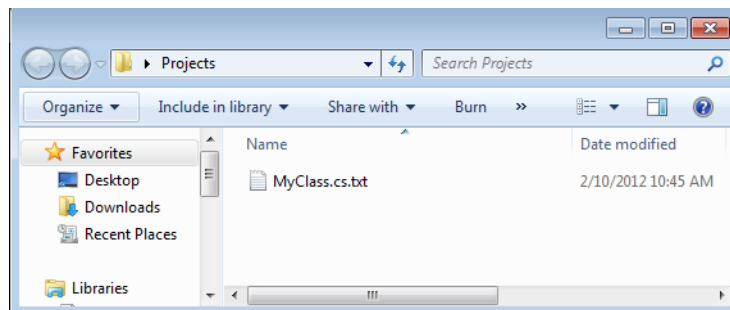 Projects
Search Projects
Organize Include in library Share with Burn »
Favorites
Desktop
Downloads
Recent Places
Libraries
Name Date modified
MyClass.cs.txt 2/10/2012 10:45 AM